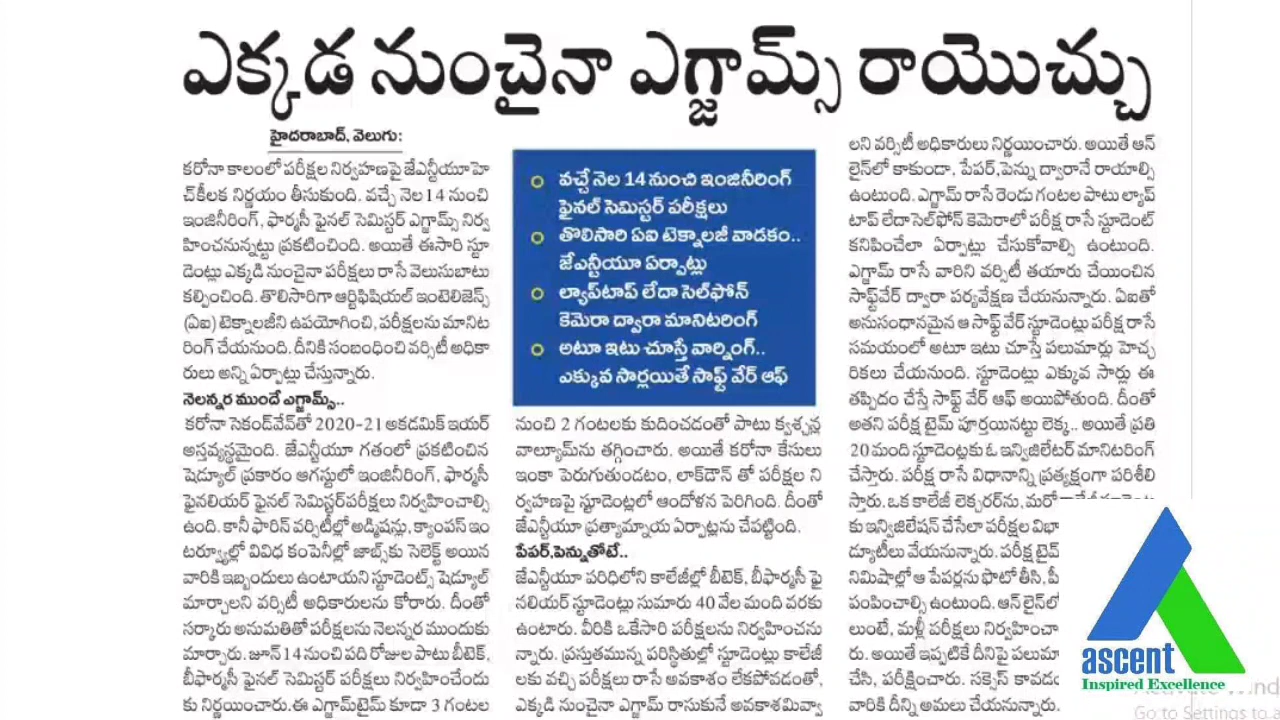 ఎక్కడ నుంచైనా ఎగ్జామ్స్ రాయొచ్చు
హైదరాబాద్, వెలుగు:
కరోనా కాలంలో పరీక్షల నిర్వహణపై జేఎన్టీయూ హె
చ్​కీలక నిర్ణయం తీసుకుంది. వచ్చే నెల 14 నుంచి
ఇంజినీరింగ్, ఫార్మసీ ఫైనల్ సెమిస్టర్ ఎగ్జామ్స్ నిర్వ
హించనున్నట్టు ప్రకటించింది. అయితే ఈసారి స్టూ
డెంట్లు ఎక్కడి నుంచైనా పరీక్షలు రాసే వెలుసుబాటు
కల్పించింది. తొలిసారిగా ఆర్టిఫిషియల్ ఇంటెలిజెన్స్
(ఏఐ) టెక్నాలజీని ఉపయోగించి, పరీక్షలను మానిట
రింగ్ చేయనుంది. దీనికి సంబంధించి వర్సిటీ అధికా
రులు అన్ని ఏర్పాట్లు చేస్తున్నారు.
నెలన్నర ముందే ఎగ్జామ్స్..
కరోనా సెకండ్​వేవ్​తో 2020-21 అకడమిక్ ఇయర్
అస్తవ్యస్థమైంది. జేఎన్టీయూ గతంలో ప్రకటించిన
షెడ్యూల్ ప్రకారం ఆగస్టులో ఇంజినీరింగ్, ఫార్మసీ
ఫైనలియర్ ఫైనల్ సెమిస్టర్​పరీక్షలు నిర్వహించాల్సి
ఉంది. కానీ ఫారిన్ వర్సిటీల్లో అడ్మిషన్లు, క్యాంపస్ ఇం
టర్వ్యూల్లో వివిధ కంపెనీల్లో జాబ్స్​కు సెలెక్ట్ అయిన
వారికి ఇబ్బందులు ఉంటాయని స్టూడెంట్స్ షెడ్యూల్
మార్చాలని వర్సిటీ అధికారులను కోరారు. దీంతో
సర్కారు అనుమతితో పరీక్షలను నెలన్నర ముందుకు
మార్చారు. జూన్ 14 నుంచి పది రోజుల పాటు బీటెక్,
బీఫార్మసీ ఫైనల్ సెమిస్టర్ పరీక్షలు నిర్వహించేందు
కు నిర్ణయించారు.ఈ ఎగ్జామ్​టైమ్ కూడా 3 గంటల
వచ్చే నెల 14 నుంచి ఇంజినీరింగ్
ఫైనల్ సెమిస్టర్ పరీక్షలు
తొలిసారి ఏఐ టెక్నాలజీ వాడకం..
జేఎన్టీయూ ఏర్పాట్లు
ల్యాప్​టాప్ లేదా సెల్​ఫోన్
కెమెరా ద్వారా మానిటరింగ్
అటూ ఇటు చూస్తే వార్నింగ్..
ఎక్కువ సార్లయితే సాఫ్ట్ వేర్ ఆఫ్
నుంచి 2 గంటలకు కుదించడంతో పాటు క్వశ్చన్ల
వాల్యూమ్​ను తగ్గించారు. అయితే కరోనా కేసులు
ఇంకా పెరుగుతుండటం, లాక్​డౌన్ తో పరీక్షల ని
ర్వహణపై స్టూడెంట్లలో ఆందోళన పెరిగింది. దీంతో
జేఎన్టీయూ ప్రత్యామ్నాయ ఏర్పాట్లను చేపట్టింది.
పేపర్,పెన్నుతోటే..
జేఎన్టీయూ పరిధిలోని కాలేజీల్లో బీటెక్, బీఫార్మసీ ఫై
నలియర్ స్టూడెంట్లు సుమారు 40 వేల మంది వరకు
ఉంటారు. వీరికి ఒకేసారి పరీక్షలను నిర్వహించను
న్నారు. ప్రస్తుతమున్న పరిస్థితుల్లో స్టూడెంట్లు కాలేజీ
లకు వచ్చి పరీక్షలు రాసే అవకాశం లేకపోవడంతో,
ఎక్కడి నుంచైనా ఎగ్జామ్ రాసుకునే అవకాశమివ్వా
లని వర్సిటీ అధికారులు నిర్ణయించారు. అయితే ఆన్
లైన్​లో కాకుండా, పేపర్,పెన్ను ద్వారానే రాయాల్సి
ఉంటుంది. ఎగ్జామ్ రాసే రెండు గంటల పాటు ల్యాప్
టాప్ లేదా సెల్​ఫోన్ కెమెరాలో పరీక్ష రాసే స్టూడెంట్
కనిపించేలా ఏర్పాట్లు చేసుకోవాల్సి ఉంటుంది.
ఎగ్జామ్ రాసే వారిని వర్సిటీ తయారు చేయించిన
సాఫ్ట్​వేర్ ద్వారా పర్యవేక్షణ చేయనున్నారు. ఏఐతో
అనుసంధానమైన ఆ సాఫ్ట్ వేర్ స్టూడెంట్లు పరీక్ష రాసే
సమయంలో అటూ ఇటు చూస్తే పలుమార్లు హెచ్చ
రికలు చేయనుంది. స్టూడెంట్లు ఎక్కువ సార్లు ఈ
తప్పిదం చేస్తే సాఫ్ట్ వేర్ ఆఫ్ అయిపోతుంది. దీంతో
అతని పరీక్ష టైమ్ పూర్తయినట్టు లెక్క.. అయితే ప్రతి
20 మంది స్టూడెంట్లకు ఓ ఇన్విజిలేటర్ మానిటరింగ్
చేస్తారు. పరీక్ష రాసే విధానాన్ని ప్రత్యక్షంగా పరిశీలి
స్తారు. ఒక కాలేజీ లెక్చరర్​ను,
కు ఇన్విజిలేషన్ చేసేలా పరీక్షల విభా
డ్యూటీలు వేయనున్నారు. పరీక్ష టైమ్
నిమిషాల్లో ఆ పేపర్లను ఫొటో తీసి, పీ
పంపించాల్సి ఉంటుంది. ఆన్ లైన్​లో
లుంటే, మళ్లీ పరీక్షలు నిర్వహించా
రు. అయితే ఇప్పటికే దీనిపై పలుమా
చేసి, పరీక్షించారు. సక్సెస్ కావడం
వారికి దీన్ని అమలు చేయనున్నారు.
ascent
Inspired Excellence
Go to Settings to a